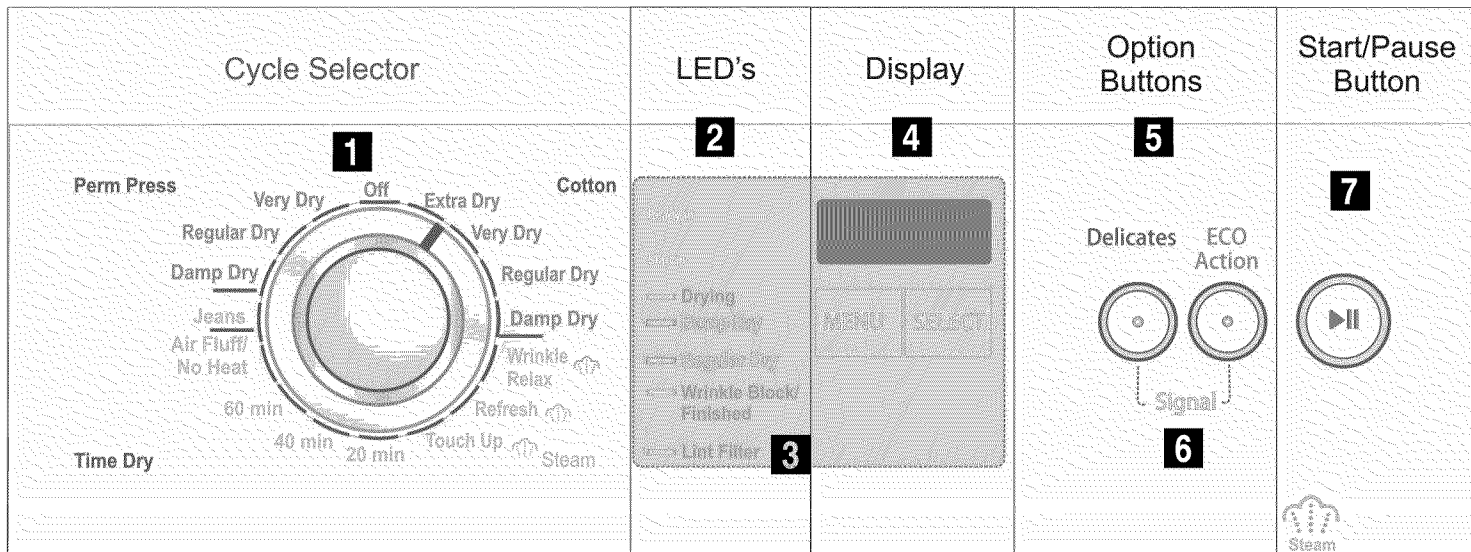 Cycle Selector
LED's
Display
Option
Buttons
Start/Pause
Button
1
2
4
5
7
Perm Press
Cotton
Off
Very Dry
Extra Dry
Regular Dry
Very Dry
Damp Dry
Regular Dry
Jeans
Damp Dry
Air Fluff/
No Heat
Wrinkle
Relax
60 min
Refresh
40 min
20 min
Touch Up
Steam
Time Dry
Drying
Damp Dry
Regular Dry
Wrinkle Block/
Finished
Lint Filter
3
MENU
SELECT
Delicates
ECO
Action
Signal
6
Steam